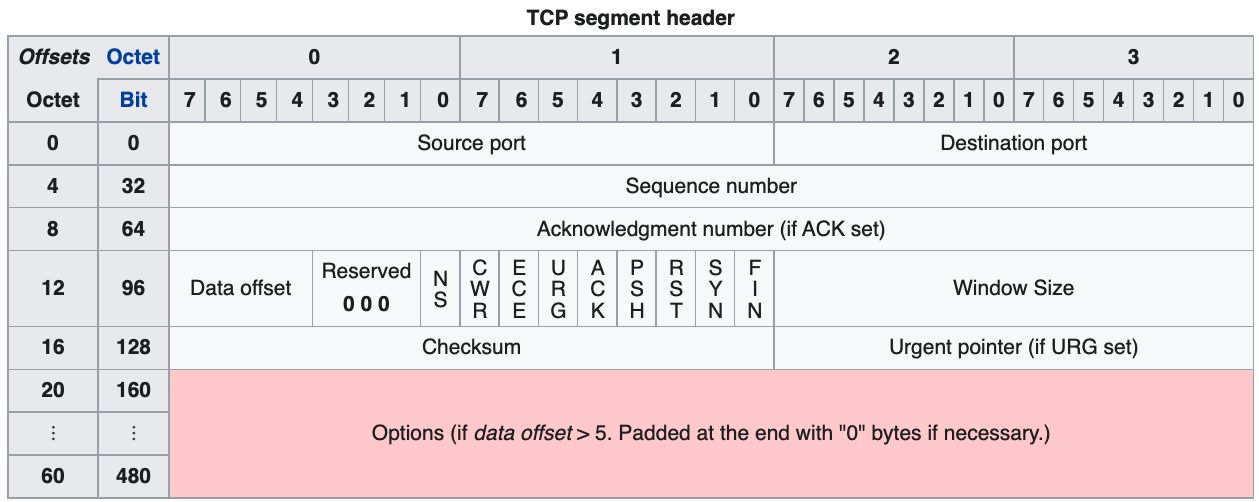 TCP segment header
Offsets Octet 0 1 2 3
Octet Bit 7 6 5 4 3 2 1 0 7 6 5 4 3 2 1 0 7 6 5 4 3 2 1 0 7 6 5 4 3 2 1 0
0 0 Source port Destination port
4 32 Sequence number
8 64 Acknowledgment number (if ACK set)
12 96 Data offset Reserved 0 0 0 NS CWR ECE URG ACK PSH RST SYN FIN Window Size
16 128 Checksum Urgent pointer (if URG set)
20 160
⋮ ⋮ Options (if data offset > 5. Padded at the end with "0" bytes if necessary.)
60 480